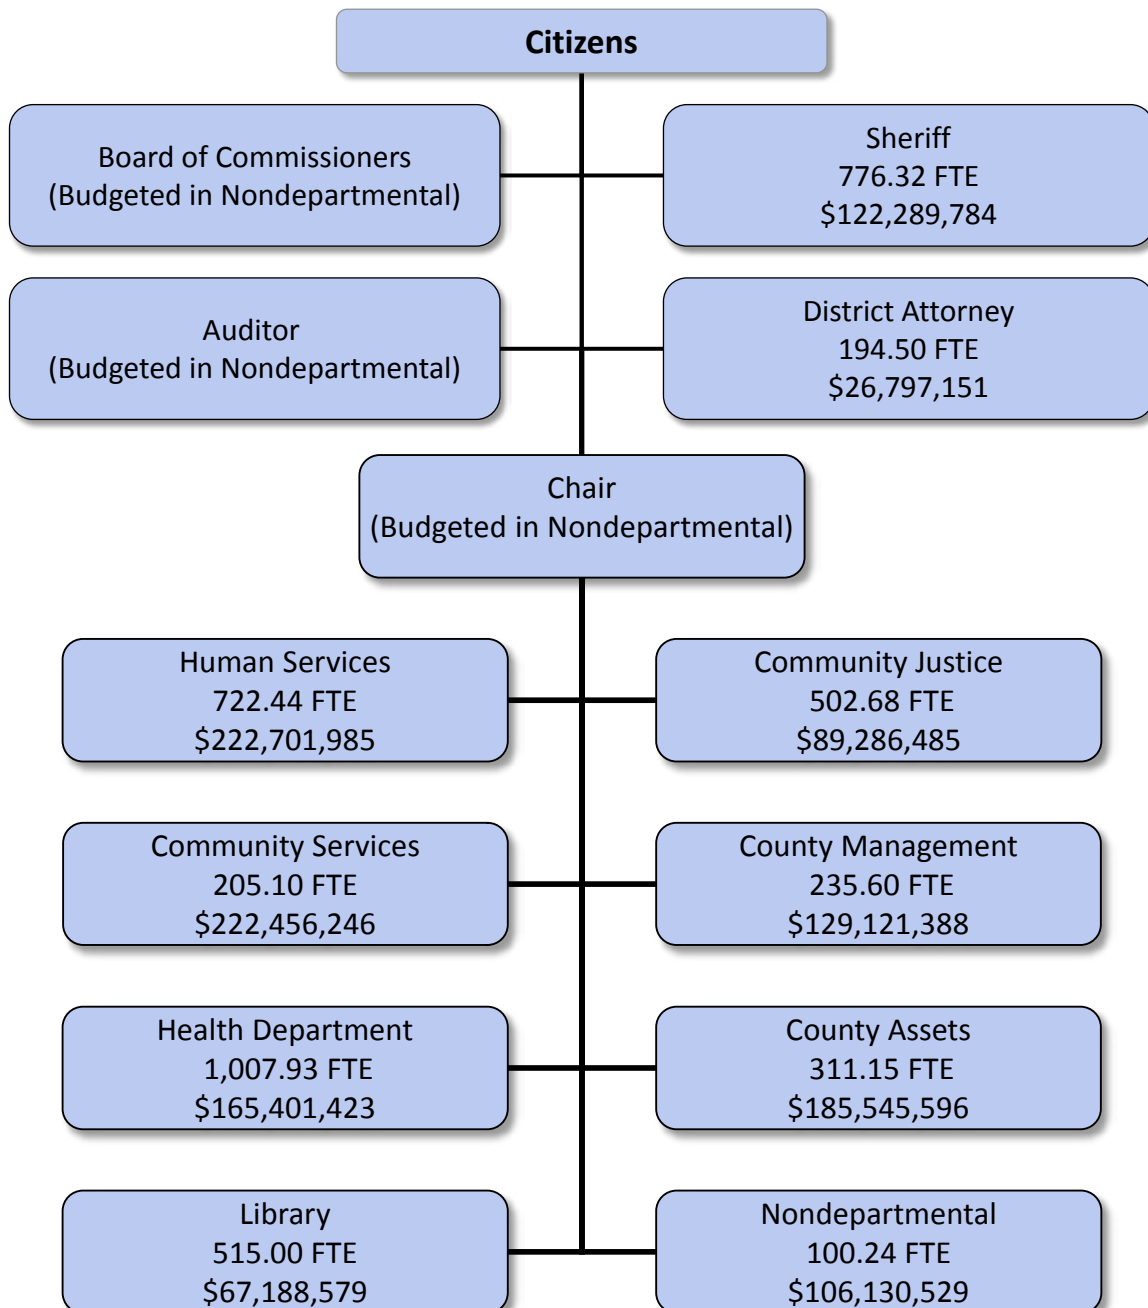 Citizens
Board of Commissioners
(Budgeted in Nondepartmental)
Sheriff
776.32 FTE
$122,289,784
Auditor
(Budgeted in Nondepartmental)
District Attorney
194.50 FTE
$26,797,151
Chair
(Budgeted in Nondepartmental)
Human Services
722.44 FTE
$222,701,985
Community Justice
502.68 FTE
$89,286,485
Community Services
205.10 FTE
$222,456,246
County Management
235.60 FTE
$129,121,388
Health Department
1,007.93 FTE
$165,401,423
County Assets
311.15 FTE
$185,545,596
Library
515.00 FTE
$67,188,579
Nondepartmental
100.24 FTE
$106,130,529